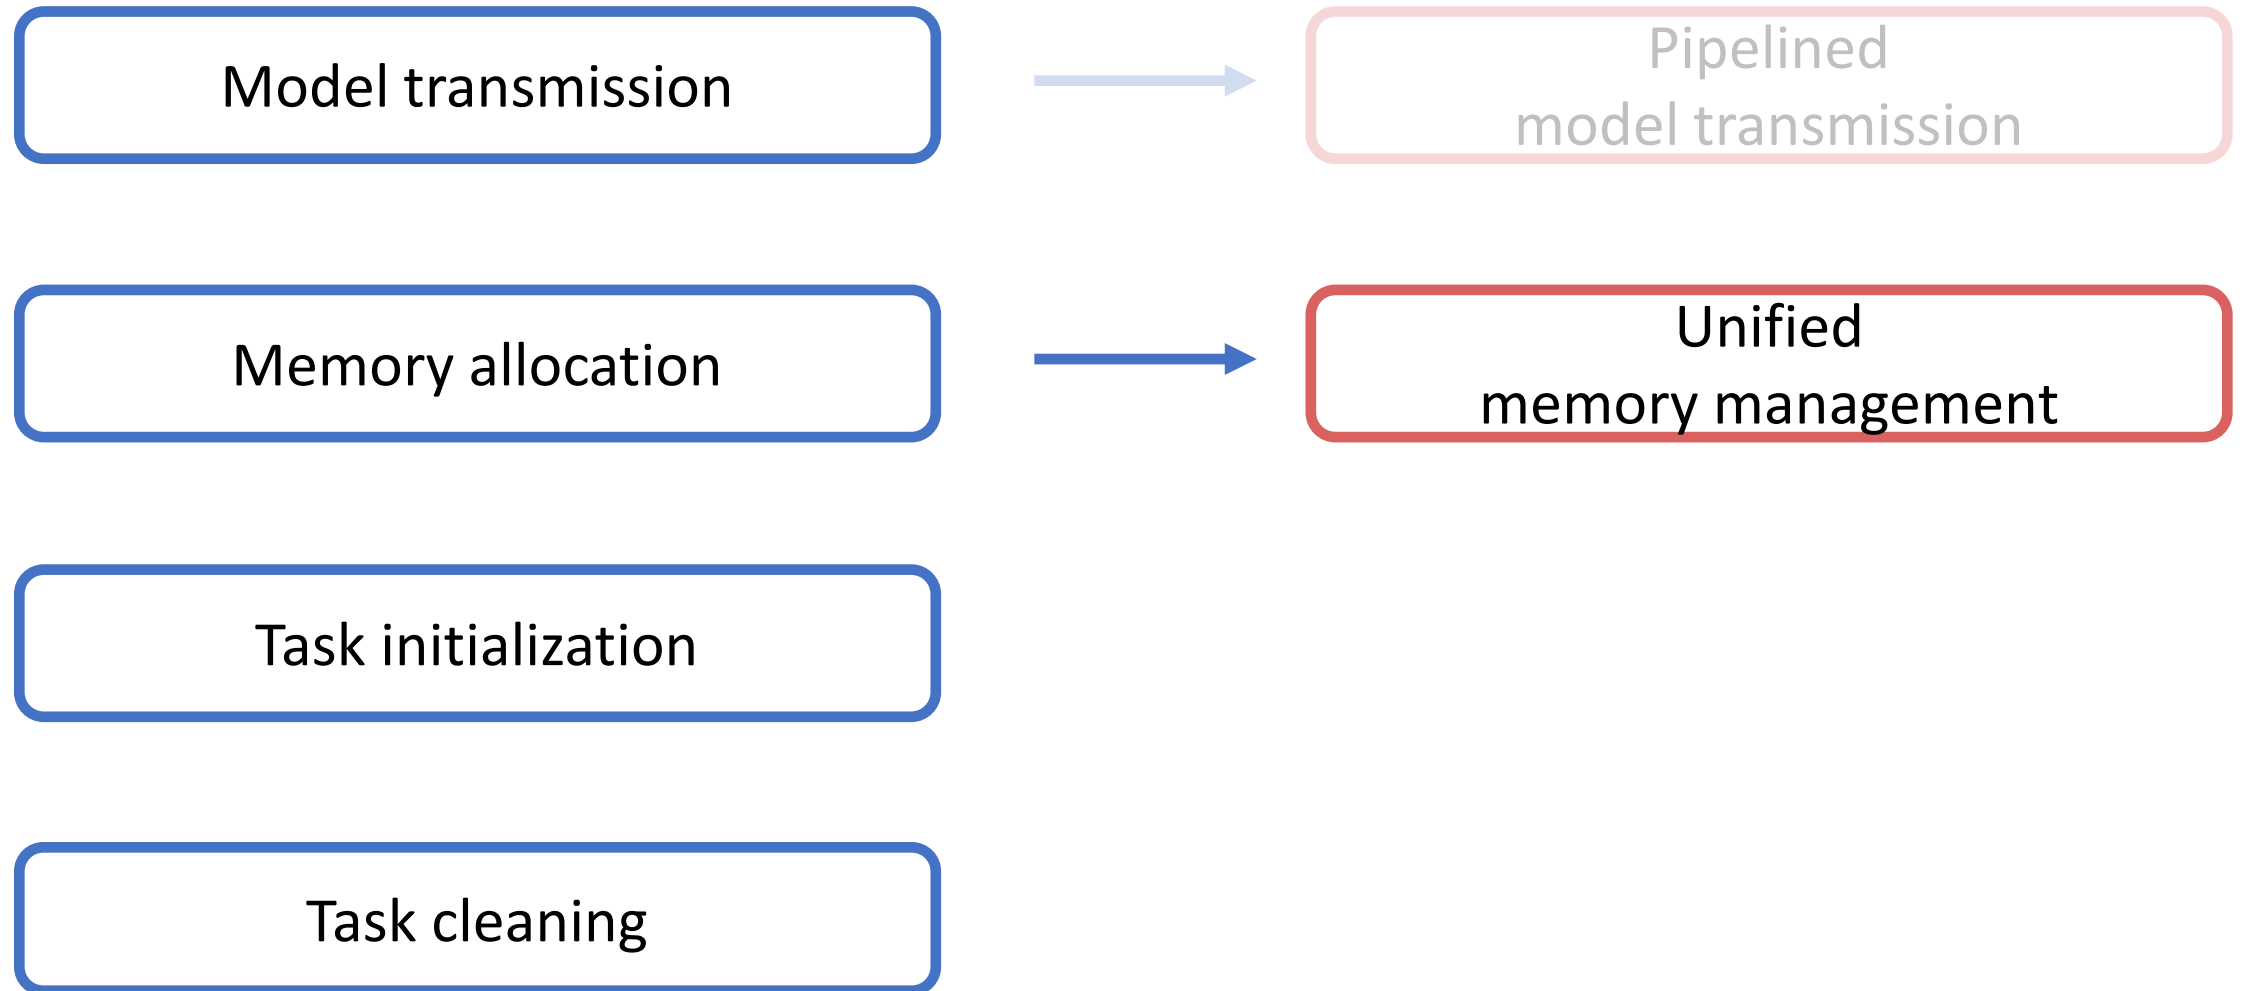 Model transmission
Pipelined
model transmission
Memory allocation
Unified
memory management
Task initialization
Task cleaning